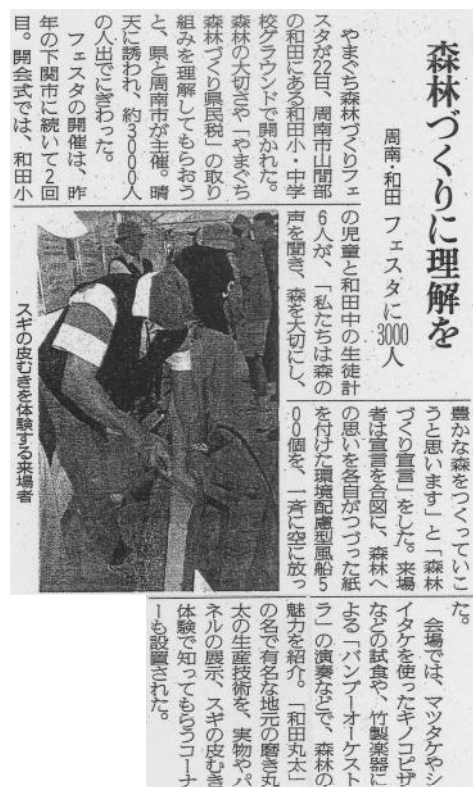 森林づくりに理解を
周南・和田 フェスタに3000人
やまぐち森林づくりフェ
スタが22日、周南市山間部
の和田にある和田小・中学
校グラウンドで開かれた。
森林の大切さや「やまぐち
森林づくり県民税」の取り
組みを理解してもらおう
と、県と周南市が主催。晴
天に誘われ、約3000人
の人出でにぎわった。
フェスタの開催は、昨
年の下関市に続いて2回
目。開会式では、和田小
の児童と和田中の生徒計
6人が、「私たちは森の
声を聞き、森を大切にし、
豊かな森をつくっていこ
うと思います」と「森林
づくり宣言」をした。来場
者は宣言を合図に、森林へ
の思いを各自がつづった紙
を付けた環境配慮型風船5
00個を、一斉に空に放っ
た。
会場では、マツタケやシ
イタケを使ったキノコピザ
などの試食や、竹製楽器に
よる「バンブーオーケスト
ラ」の演奏などで、森林の
魅力を紹介。「和田丸太」
の名で有名な地元の磨き丸
太の生産技術を、実物やパ
ネルの展示、スギの皮むき
体験で知ってもらうコーナ
ーも設置された。
スギの皮むきを体験する来場者